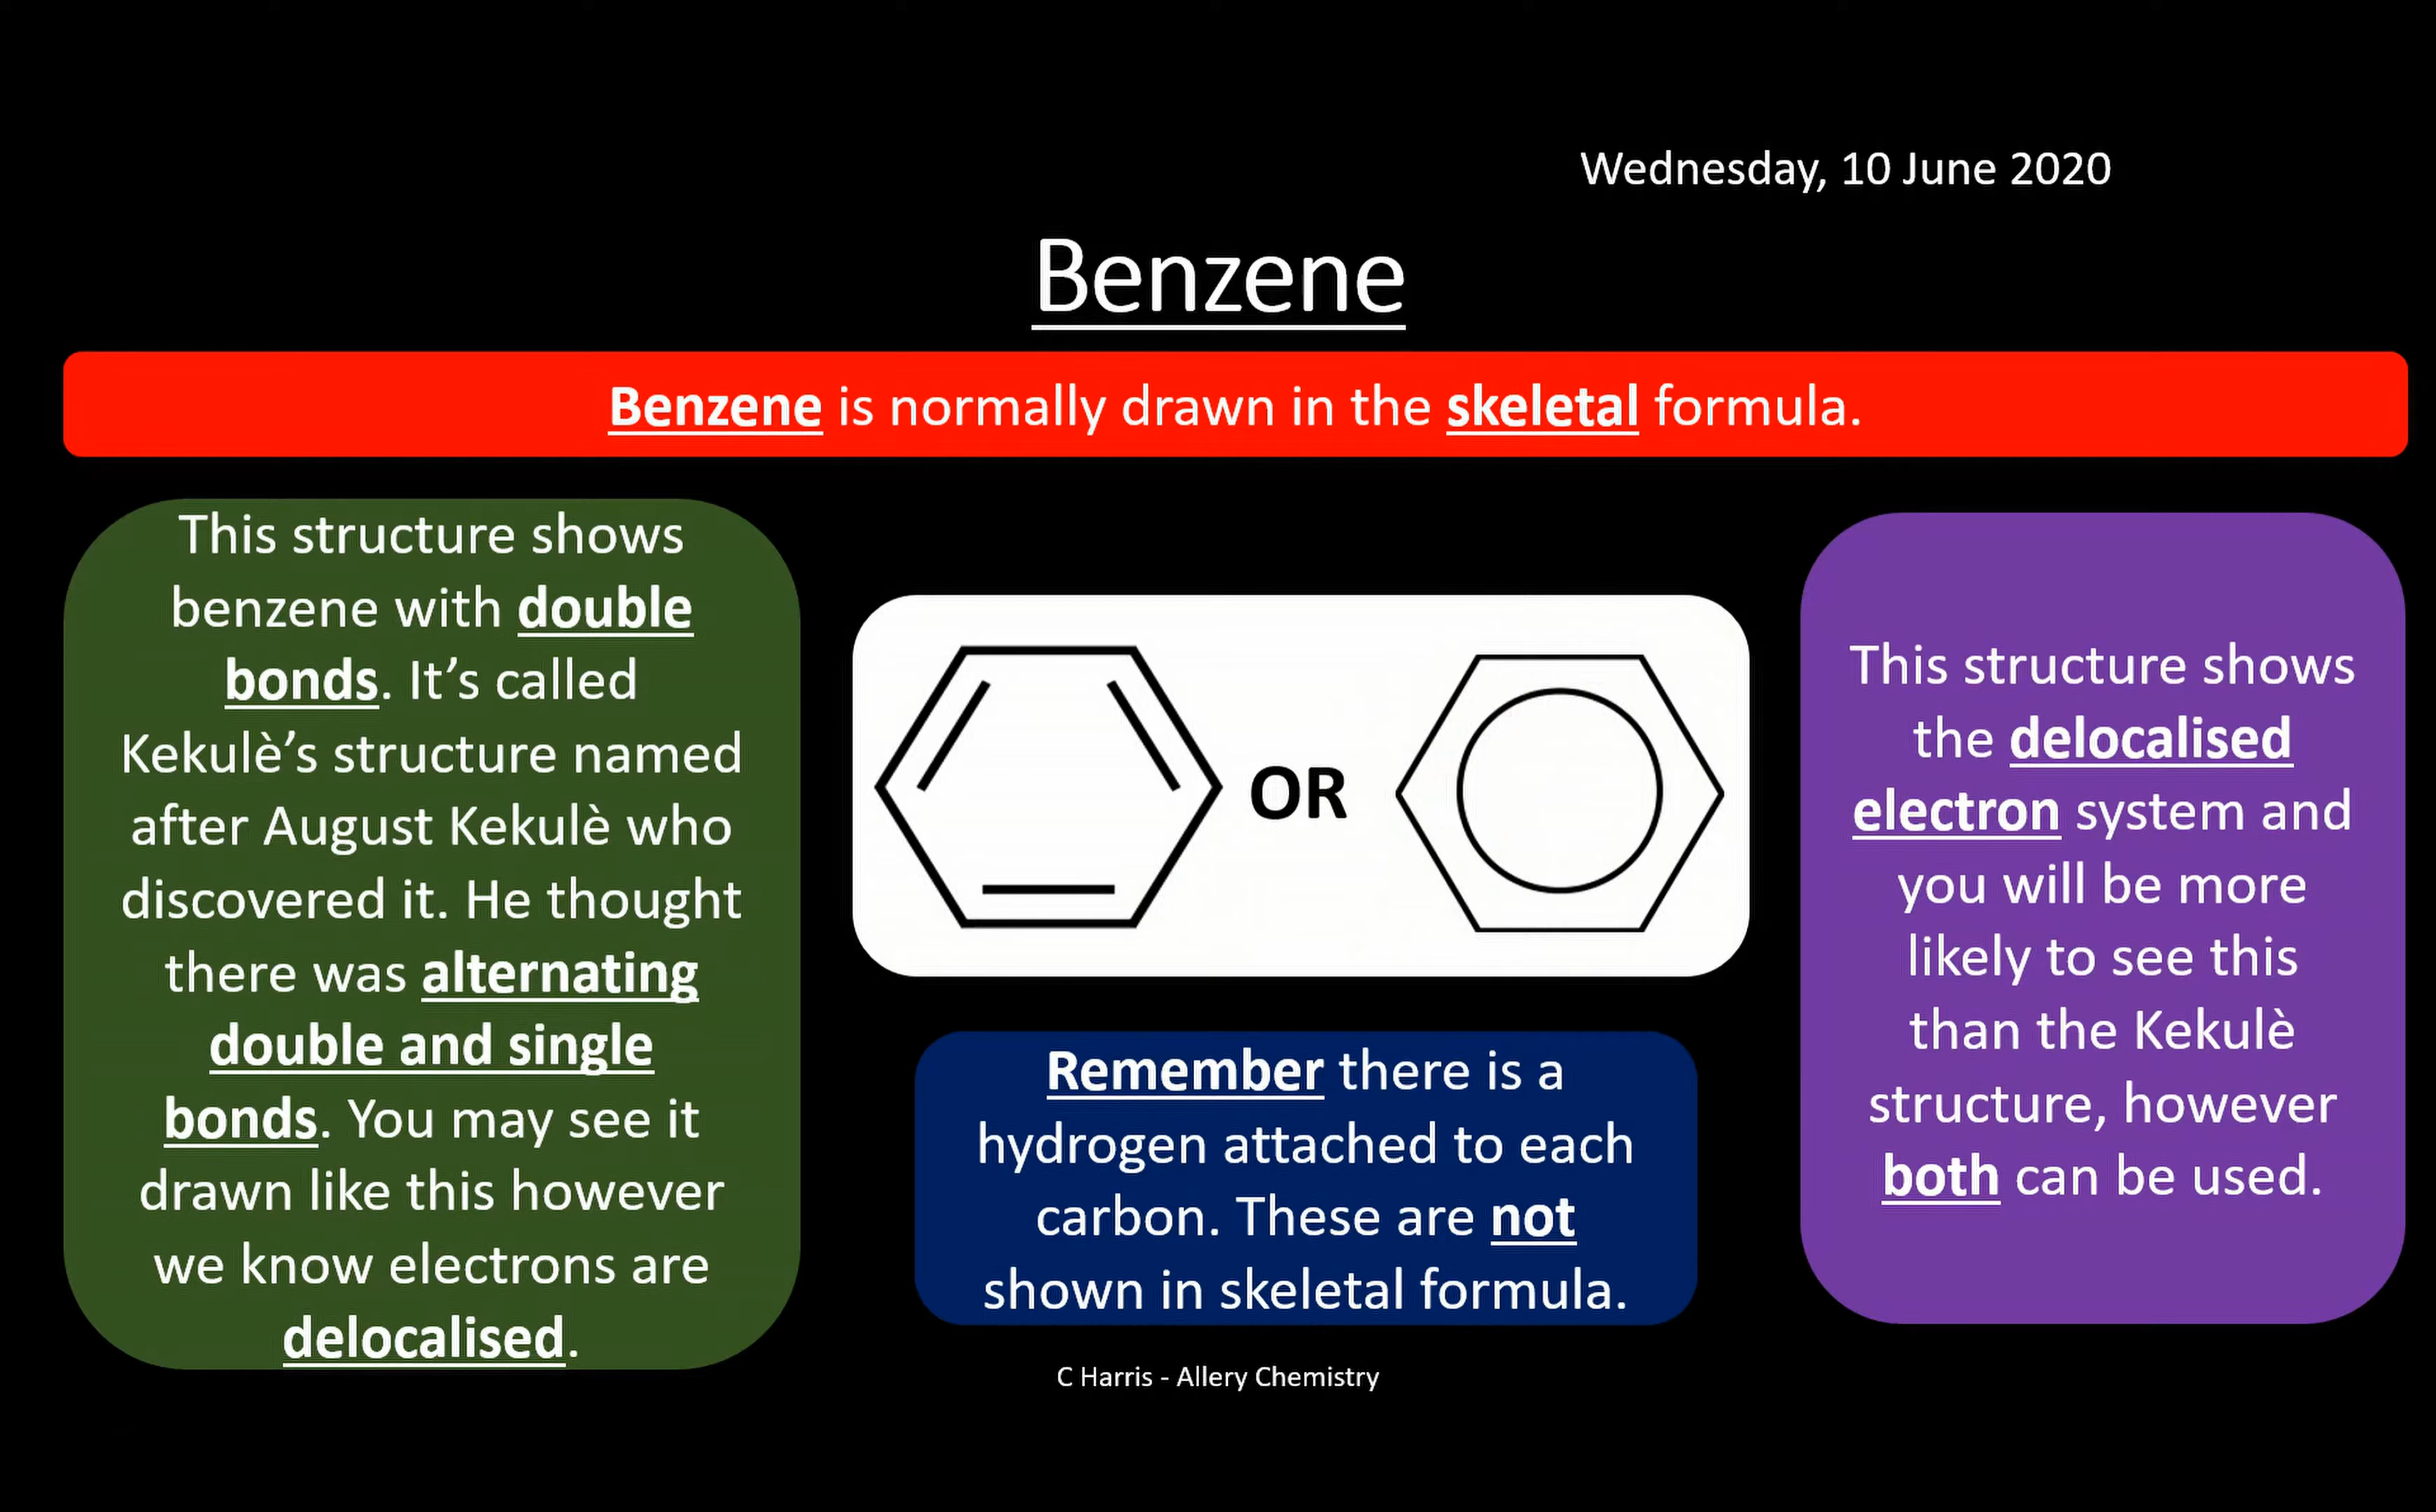 Wednesday, 10 June 2020
Benzene
Benzene is normally drawn in the skeletal formula.
This structure shows
benzene with double
bonds. It’s called
Kekulè’s structure named
after August Kekulè who
discovered it. He thought
there was alternating
double and single
bonds. You may see it
drawn like this however
we know electrons are
delocalised.
OR
Remember there is a
hydrogen attached to each
carbon. These are not
shown in skeletal formula.
This structure shows
the delocalised
electron system and
you will be more
likely to see this
than the Kekulè
structure, however
both can be used.
C Harris - Allery Chemistry